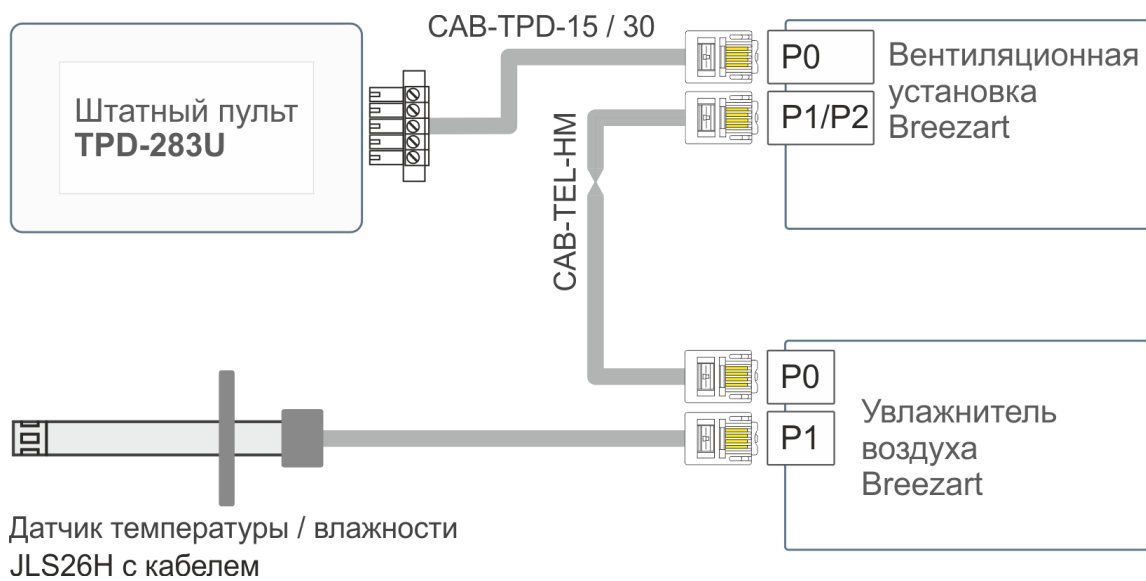 CAB-TPD-15 / 30
Штатный пульт
TPD-283U
P0
P1/P2
Вентиляционная
установка
Breezart
CAB-TEL-HM
P0
P1
Увлажнитель
воздуха
Breezart
Датчик температуры / влажности
JLS26H с кабелем